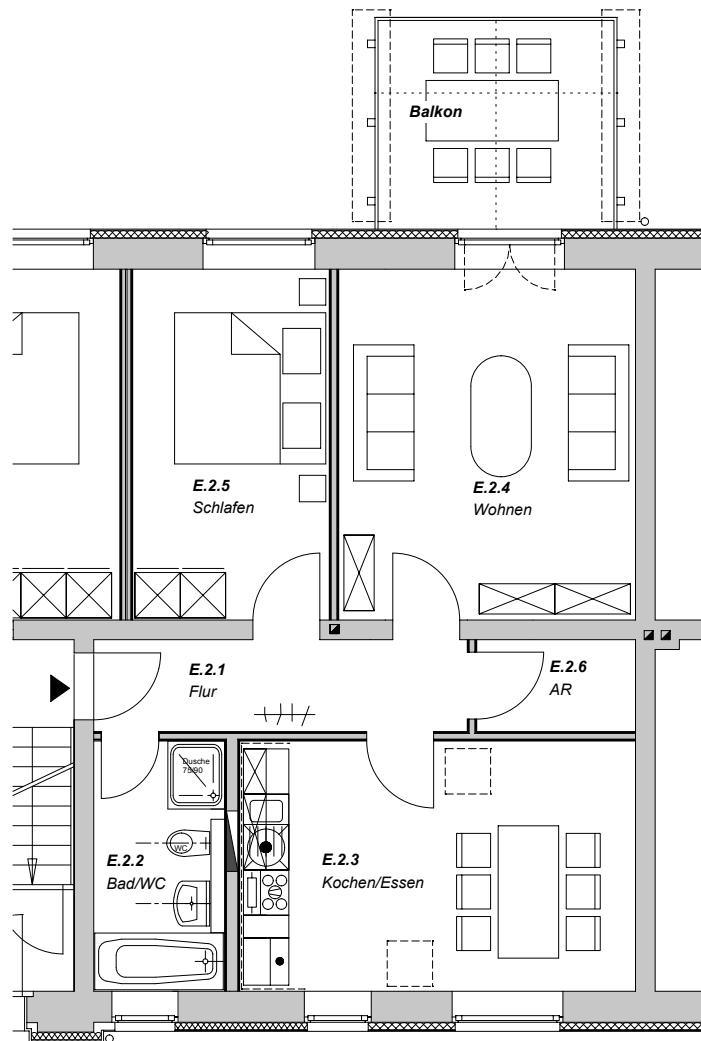 Balkon
E.2.5
Schlafen
E.2.4
Wohnen
E.2.1
Flur
E.2.6
AR
Dusche
75/90
WC
E.2.2
Bad/WC
E.2.3
Kochen/Essen